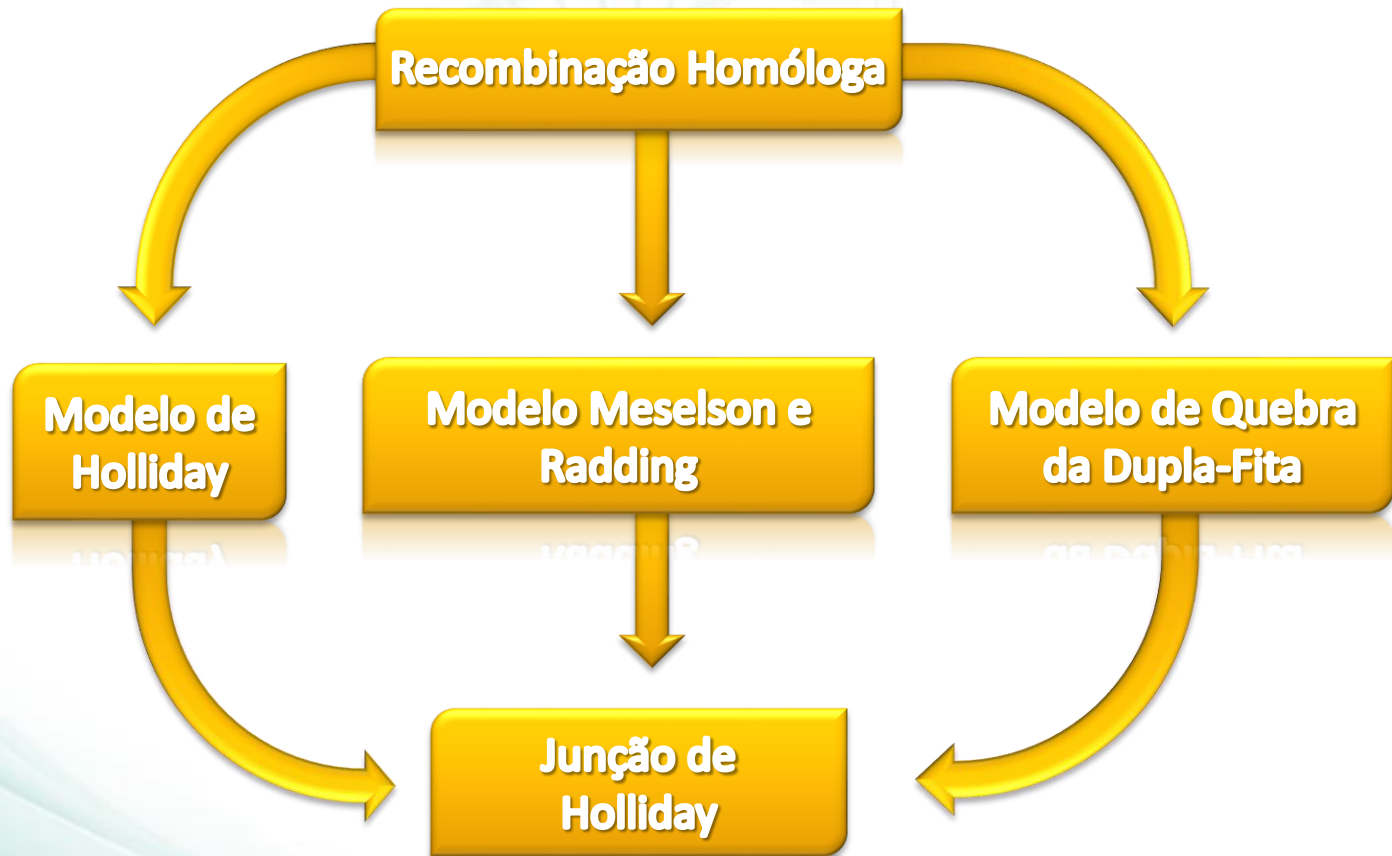 Recombinação Homóloga
Modelo de
Holliday
Modelo Meselson e
Radding
Modelo de Quebra
da Dupla-Fita
Junção de
Holliday